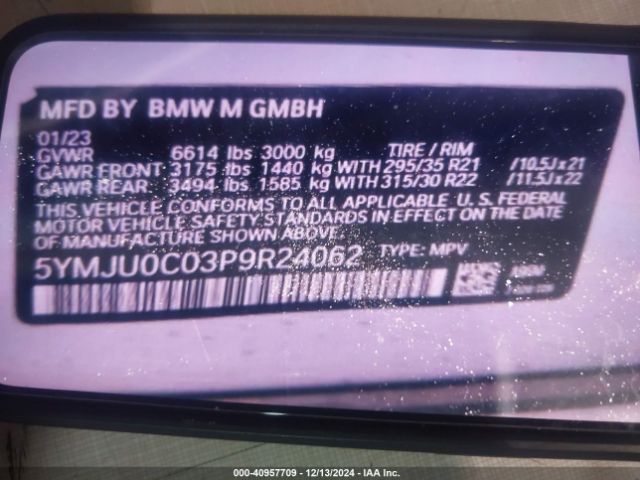 MFD BY BMW M GMBH
01/23
GVWR 6614 lbs 3000 kg TIRE / RIM
GAWR FRONT 3175 lbs 1440 kg WITH 295/35 R21 /10.5J x 21
GAWR REAR 3494 lbs 1585 kg WITH 315/30 R22 /11.5J x 22
THIS VEHICLE CONFORMS TO ALL APPLICABLE U. S. FEDERAL
MOTOR VEHICLE SAFETY STANDARDS IN EFFECT ON THE DATE
OF MANUFACTURE SHOWN ABOVE.
5YMJU0C03P9R24062 TYPE: MPV
000-40957709 - 12/13/2024 - IAA Inc.